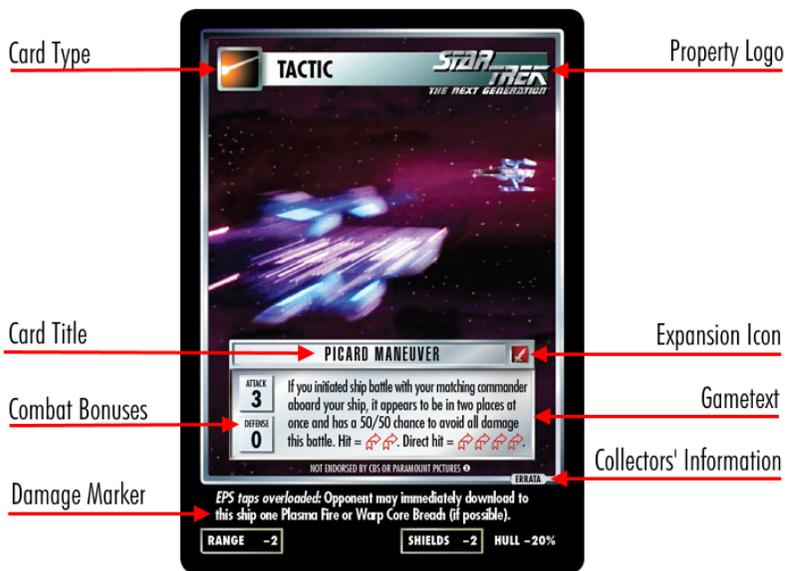 Card Type
TACTIC
STAR TREK
THE NEXT GENERATION
Property Logo
Card Title
PICARD MANEUVER
Expansion Icon
Combat Bonuses
ATTACK
3
DEFENSE
0
If you initiated ship battle with your matching commander
aboard your ship, it appears to be in two places at
once and has a 50/50 chance to avoid all damage
this battle. Hit = . Direct hit = .
Gametext
NOT ENDORSED BY CBS OR PARAMOUNT PICTURES
ERRATA
Collectors' Information
Damage Marker
EPS taps overloaded: Opponent may immediately download to
this ship one Plasma Fire or Warp Core Breach (if possible).
RANGE -2
SHIELDS -2
HULL -20%